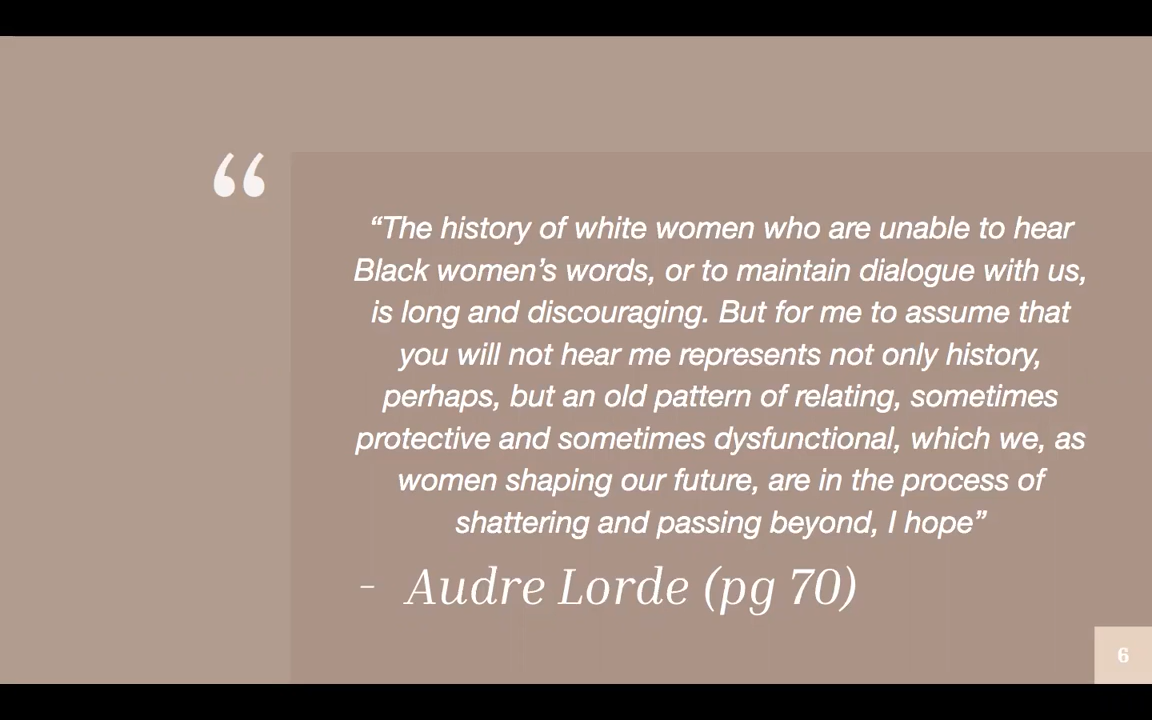 “
“The history of white women who are unable to hear
Black women’s words, or to maintain dialogue with us,
is long and discouraging. But for me to assume that
you will not hear me represents not only history,
perhaps, but an old pattern of relating, sometimes
protective and sometimes dysfunctional, which we, as
women shaping our future, are in the process of
shattering and passing beyond, I hope”
- Audre Lorde (pg 70)
6